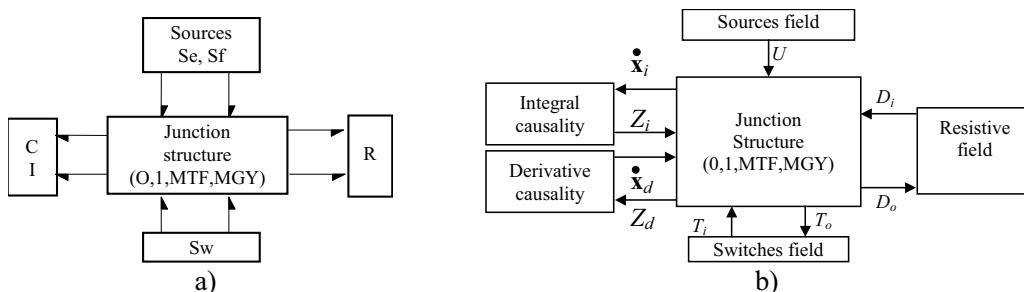 Sources
Se, Sf
C
I
Junction
structure
(O,1,MTF,MGY)
R
Sw
a)
Sources field
U
ẋi
Integral
causality
Zi
Derivative
causality
ẋd
Zd
Junction
Structure
(0,1,MTF,MGY)
Di
Resistive
field
Do
Ti
To
Switches field
b)